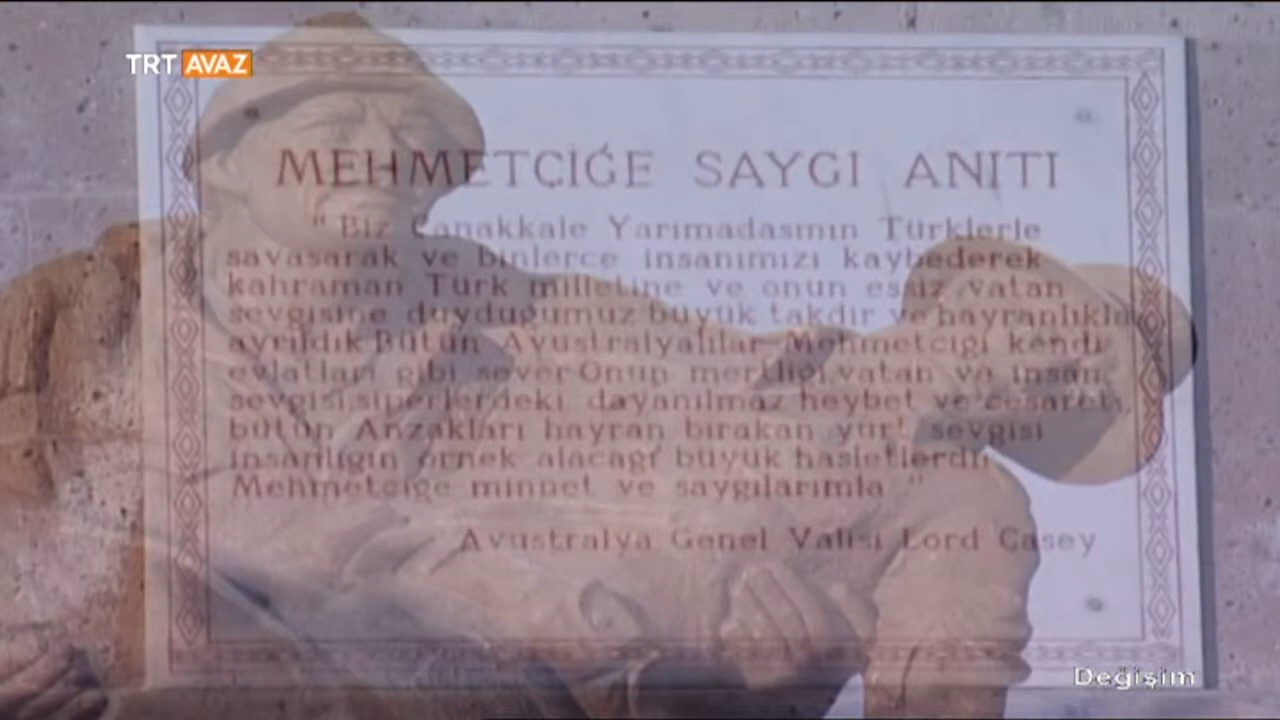 TRT AVAZ
MEHMETÇİĞE SAYGI ANITI
"Biz Çanakkale Yarımadasının Türklerle
savaşarak ve binlerce insanımızı kaybederek
kahraman Türk milletine ve onun eşsiz vatan
sevgisine duyduğumuz büyük takdir ve hayranlıkla
ayrıldık Bütün Avustralyalılar Mehmetçiği kendi
evlatları gibi sever Onun mertliği, vatan ve insan
sevgisi, siperlerdeki dayanılmaz heybet ve cesareti,
bütün Anzakları hayran bırakan yurt sevgisi
insanlığın örnek alacağı büyük hasletlerdir
Mehmetçiğe minnet ve saygılarımla "
Avustralya Genel Valisi Lord Casey
Değişim